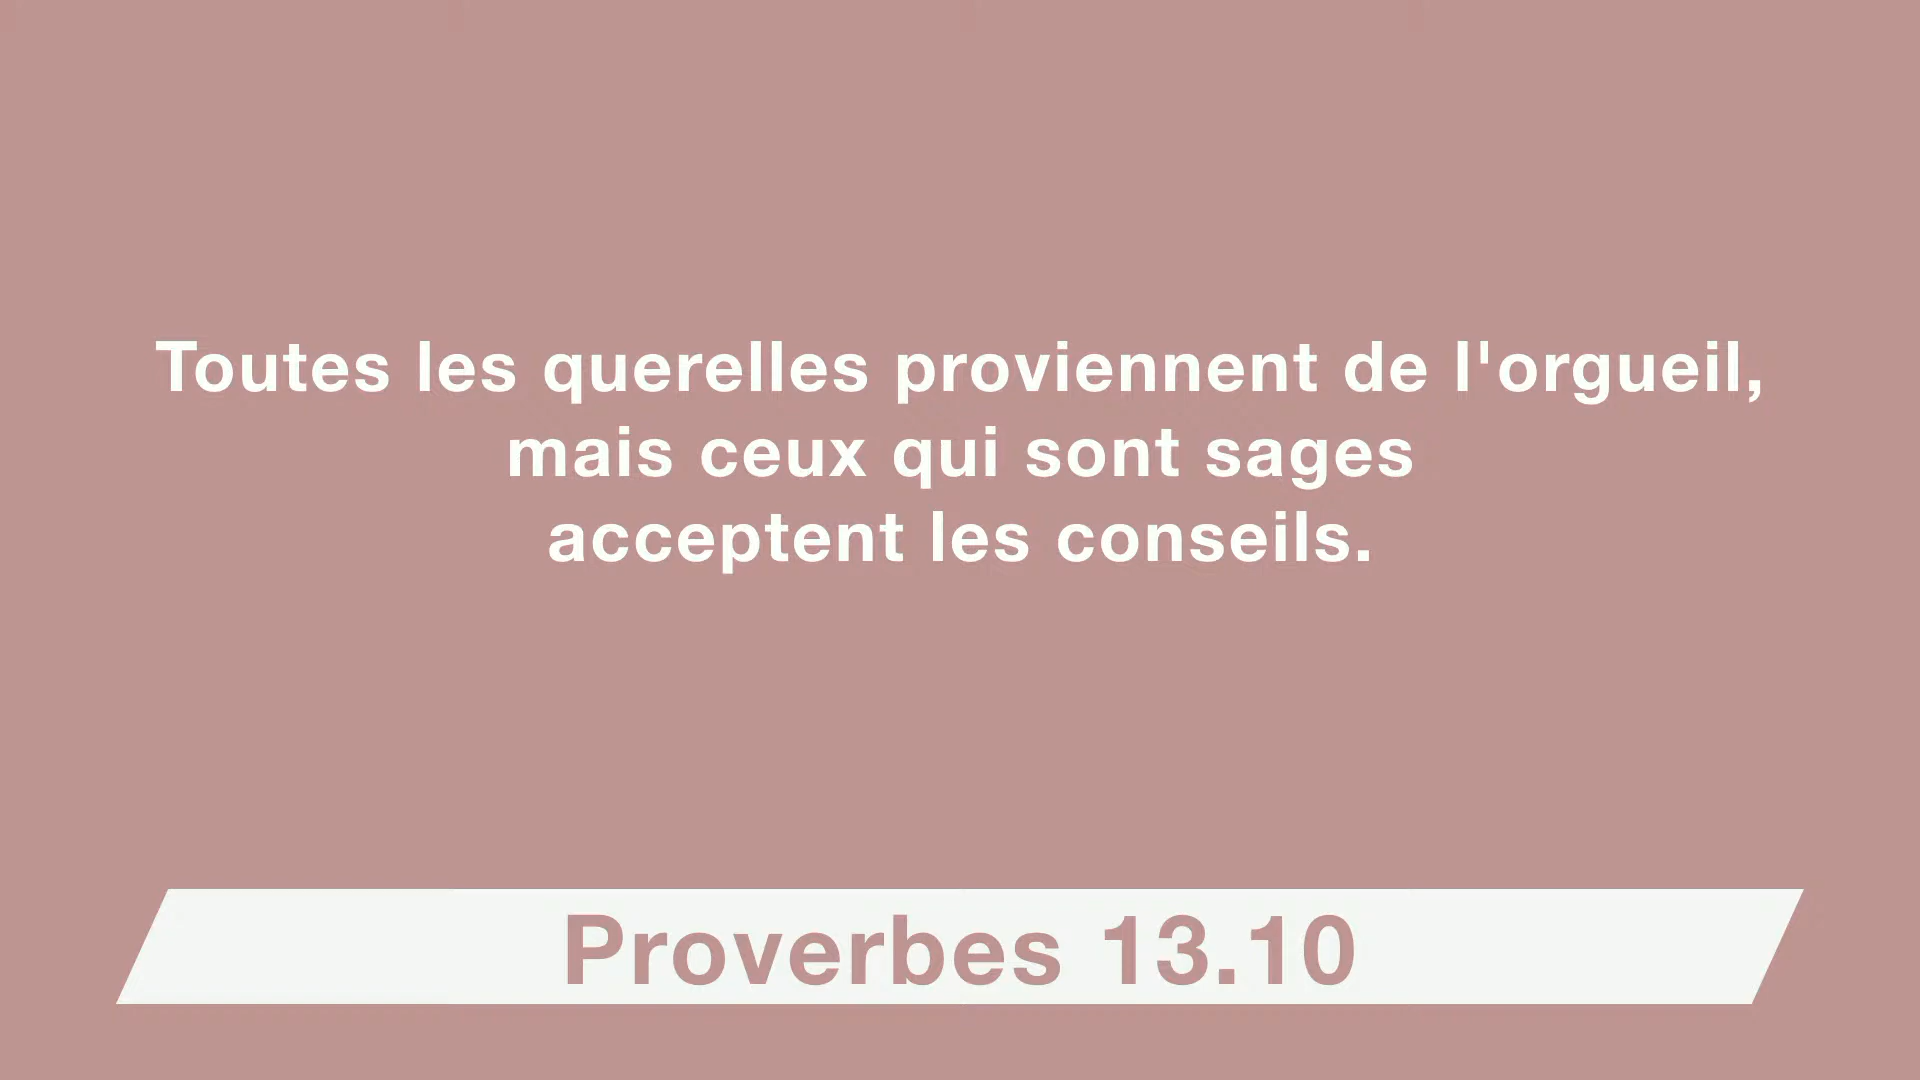 Toutes les querelles proviennent de l'orgueil,
mais ceux qui sont sages
acceptent les conseils.
Proverbes 13.10